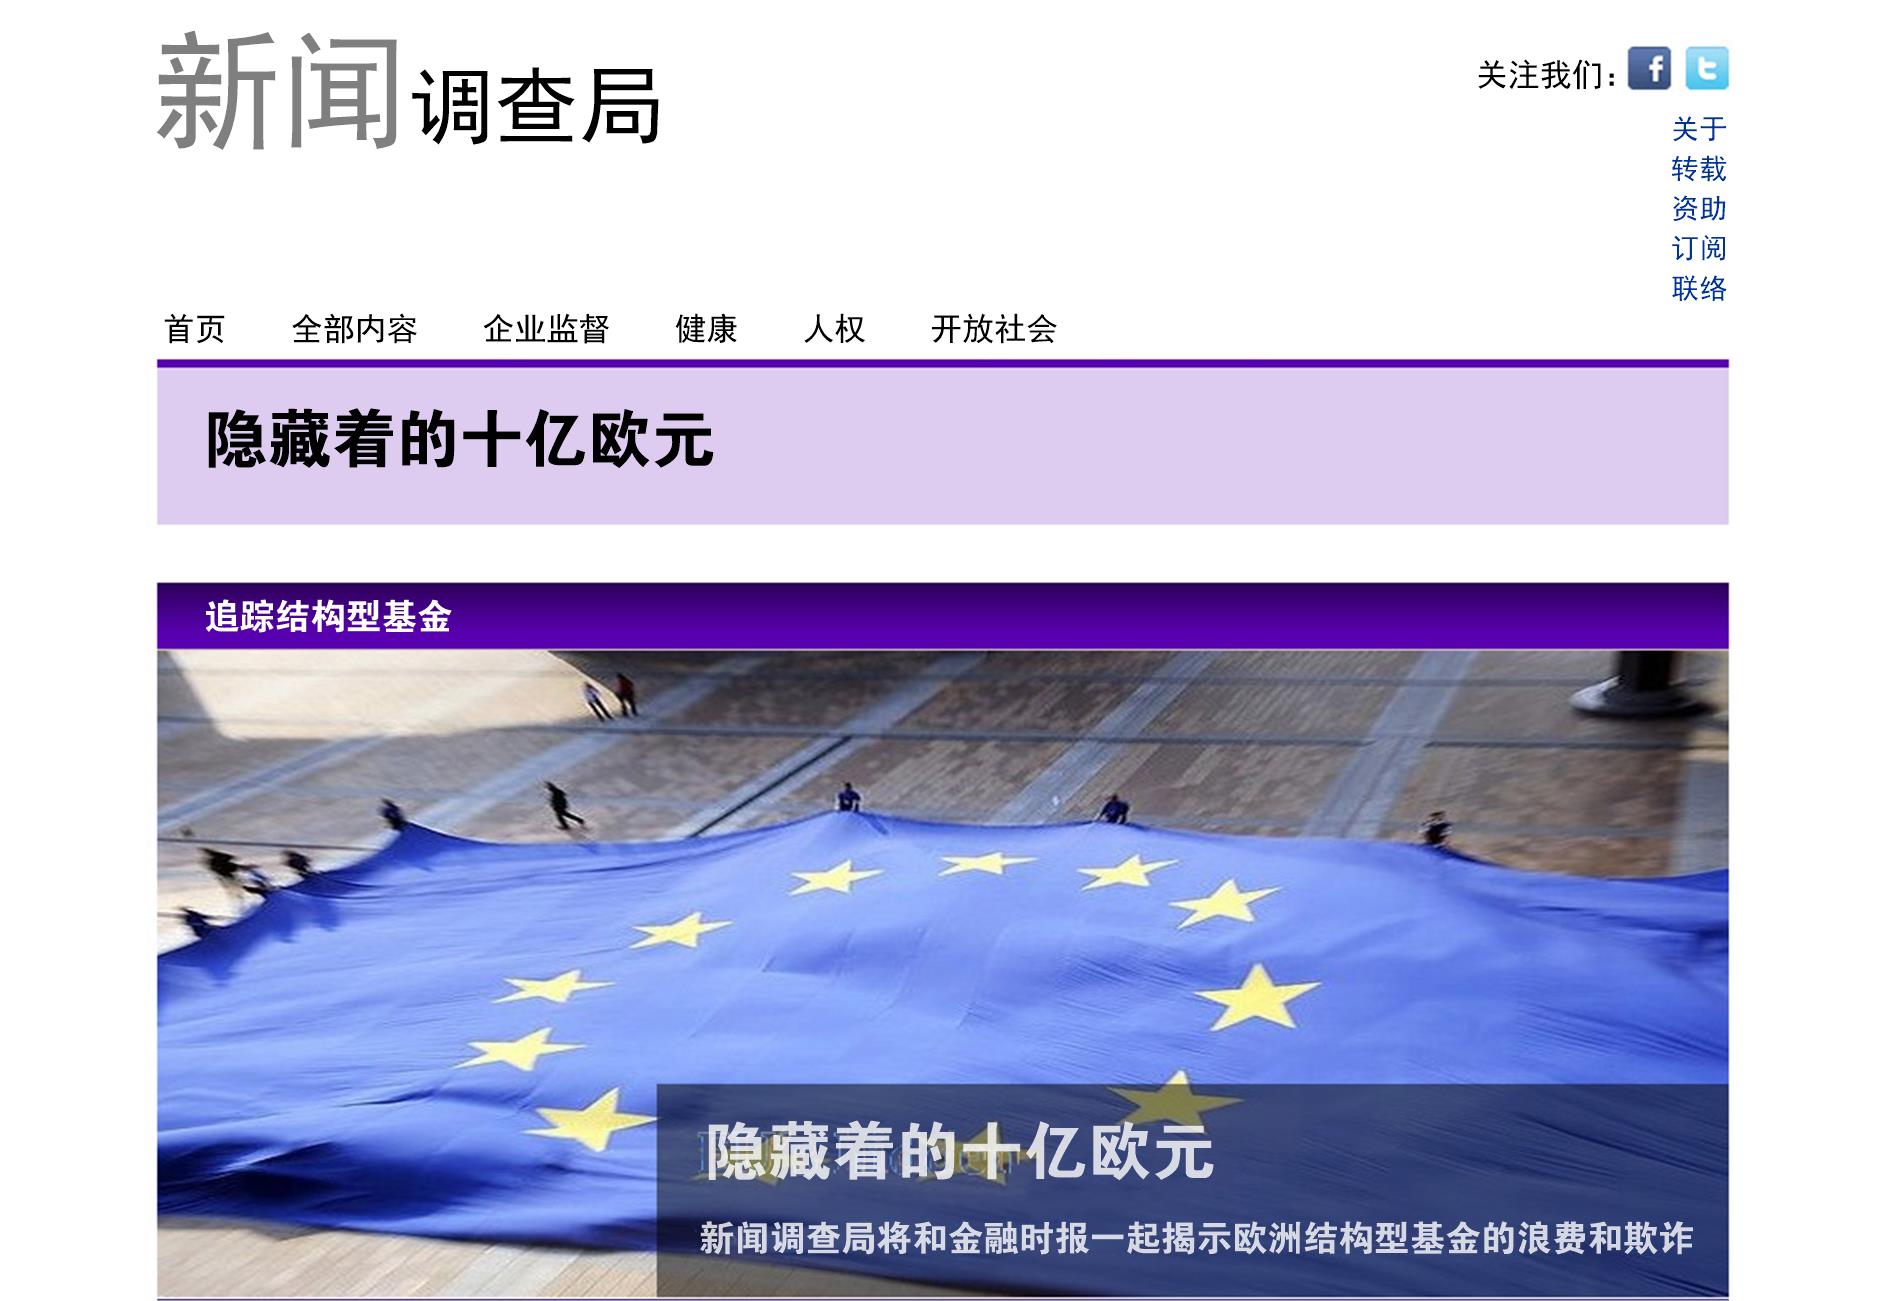 新闻调查局
关注我们：
关于
转载
资助
订阅
联络
首页 全部内容 企业监督 健康 人权 开放社会
隐藏着的十亿欧元
追踪结构型基金
隐藏着的十亿欧元
新闻调查局将和金融时报一起揭示欧洲结构型基金的浪费和欺诈